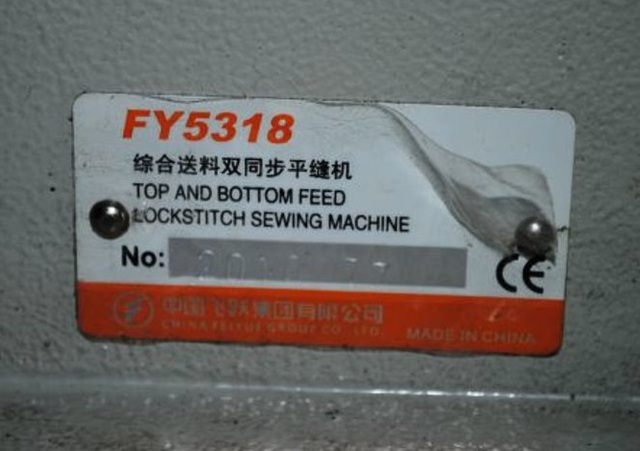 FY5318
综合送料双同步平缝机
TOP AND BOTTOM FEED
LOCKSTITCH SEWING MACHINE
No:
CE
中国飞跃集团有限公司
CHINA FEIYUE GROUP CO., LTD.
MADE IN CHINA